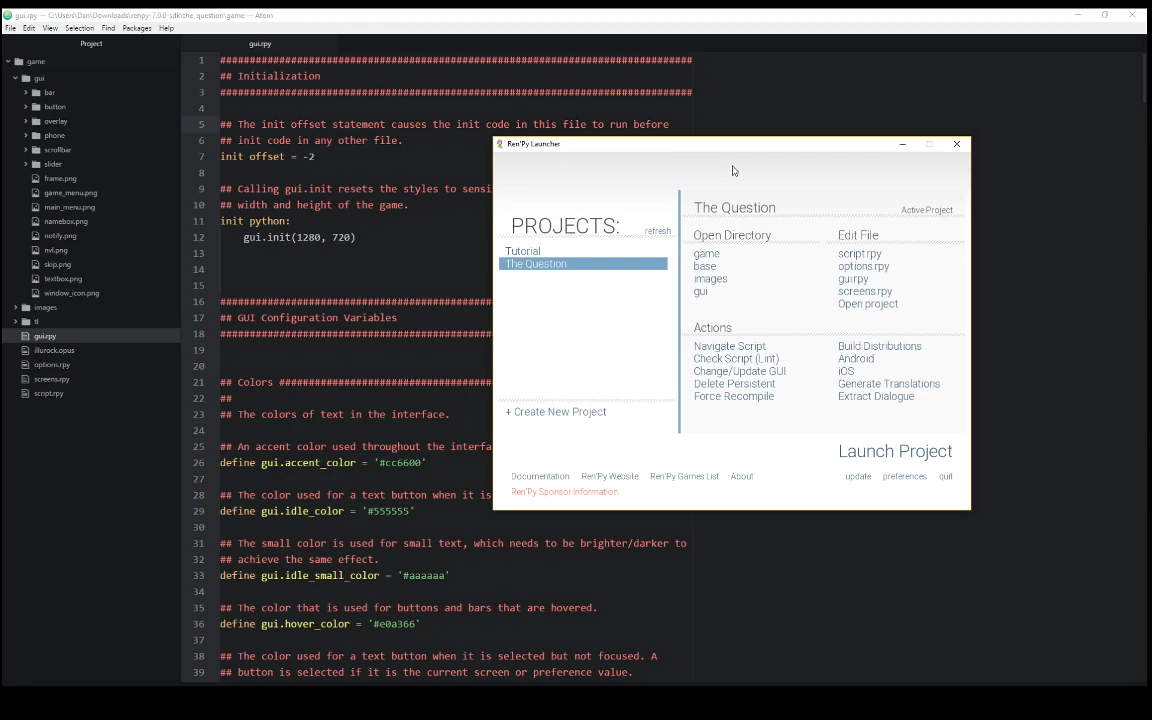 gui.rpy — C:\Users\Dan\Downloads\renpy-7.0.0-sdk\the_question\game — Atom
File Edit View Selection Find Packages Help
Project
game
gui
bar
button
overlay
phone
scrollbar
slider
frame.png
game_menu.png
main_menu.png
namebox.png
notify.png
nvl.png
skip.png
textbox.png
window_icon.png
images
tl
gui.rpy
illurock.opus
options.rpy
screens.rpy
script.rpy
gui.rpy
1 ################################################################################
2 ## Initialization
3 ################################################################################
4
5 ## The init offset statement causes the init code in this file to run before
6 ## init code in any other file.
7 init offset = -2
8
9 ## Calling gui.init resets the styles to sensi
10 ## width and height of the game.
11 init python:
12 gui.init(1280, 720)
13
14
15
16 ##############################################
17 ## GUI Configuration Variables
18 ##############################################
19
20
21 ## Colors ####################################
22 ##
23 ## The colors of text in the interface.
24
25 ## An accent color used throughout the interfa
26 define gui.accent_color = '#cc6600'
27
28 ## The color used for a text button when it is
29 define gui.idle_color = '#555555'
30
31 ## The small color is used for small text, which needs to be brighter/darker to
32 ## achieve the same effect.
33 define gui.idle_small_color = '#aaaaaa'
34
35 ## The color that is used for buttons and bars that are hovered.
36 define gui.hover_color = '#e0a366'
37
38 ## The color used for a text button when it is selected but not focused. A
39 ## button is selected if it is the current screen or preference value.
Ren'Py Launcher
PROJECTS:
refresh
Tutorial
The Question
+ Create New Project
The Question
Active Project
Open Directory
game
base
images
gui
Edit File
script.rpy
options.rpy
gui.rpy
screens.rpy
Open project
Actions
Navigate Script
Check Script (Lint)
Change/Update GUI
Delete Persistent
Force Recompile
Build Distributions
Android
iOS
Generate Translations
Extract Dialogue
Launch Project
Documentation Ren'Py Website Ren'Py Games List About
update preferences quit
Ren'Py Sponsor Information